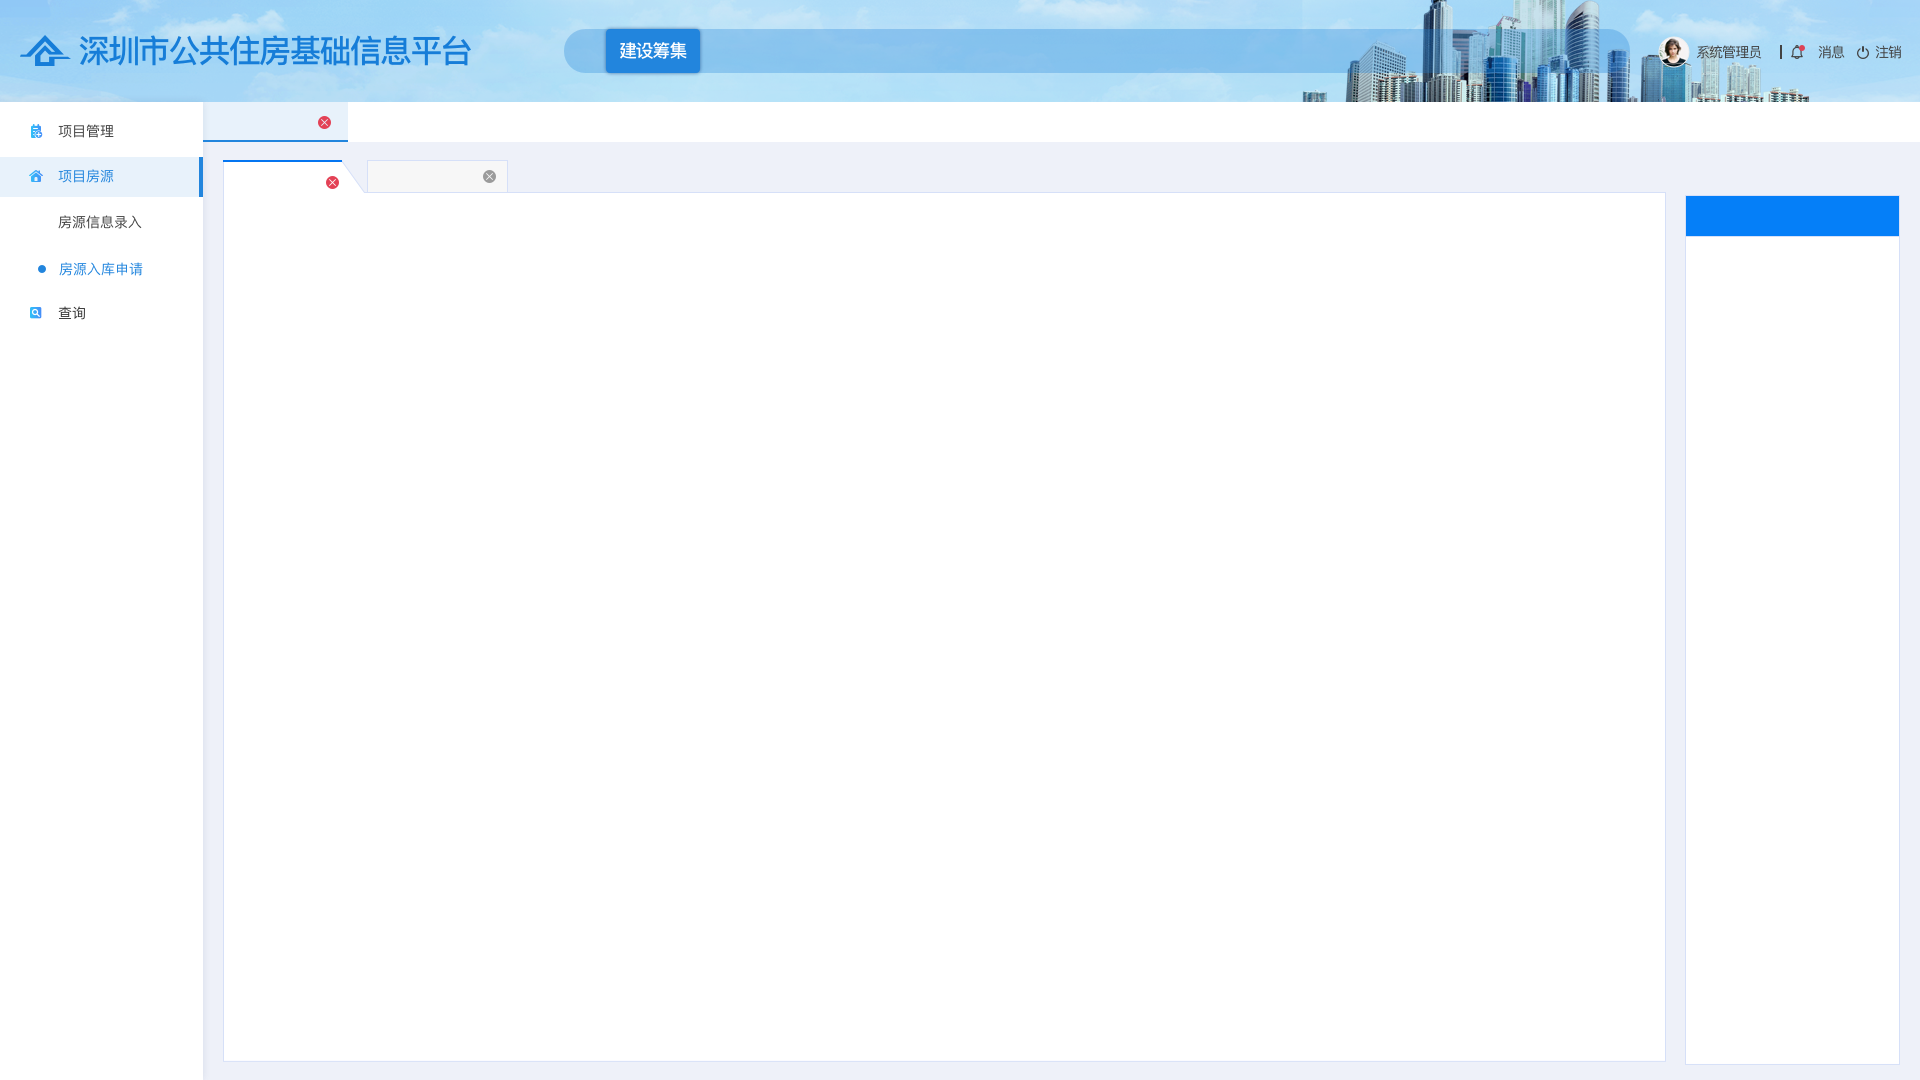 深圳市公共住房基础信息平台
建设筹集
系统管理员
消息
注销
项目管理
项目房源
房源信息录入
房源入库申请
查询